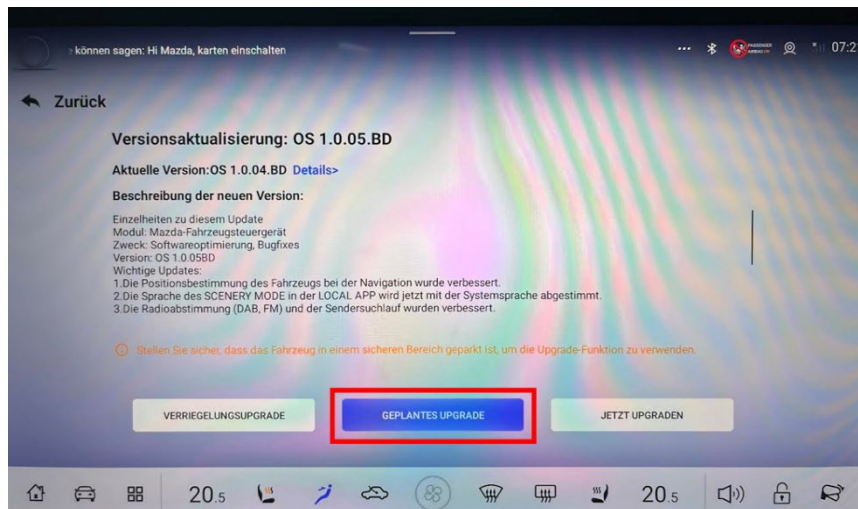 können sagen: Hi Mazda, karten einschalten
PASSENGER
AIRBAG
07:2
Zurück
Versionsaktualisierung: OS 1.0.05.BD
Aktuelle Version:OS 1.0.04.BD Details>
Beschreibung der neuen Version:
Einzelheiten zu diesem Update
Modul: Mazda-Fahrzeugsteuergerät
Zweck: Softwareoptimierung, Bugfixes
Version: OS 1.0.05BD
Wichtige Updates:
1.Die Positionsbestimmung des Fahrzeugs bei der Navigation wurde verbessert.
2.Die Sprache des SCENERY MODE in der LOCAL APP wird jetzt mit der Systemsprache abgestimmt.
3.Die Radioabstimmung (DAB, FM) und der Sendersuchlauf wurden verbessert.
Stellen Sie sicher, dass das Fahrzeug in einem sicheren Bereich geparkt ist, um die Upgrade-Funktion zu verwenden.
VERRIEGELUNGSUPGRADE
GEPLANTES UPGRADE
JETZT UPGRADEN
20.5
20.5